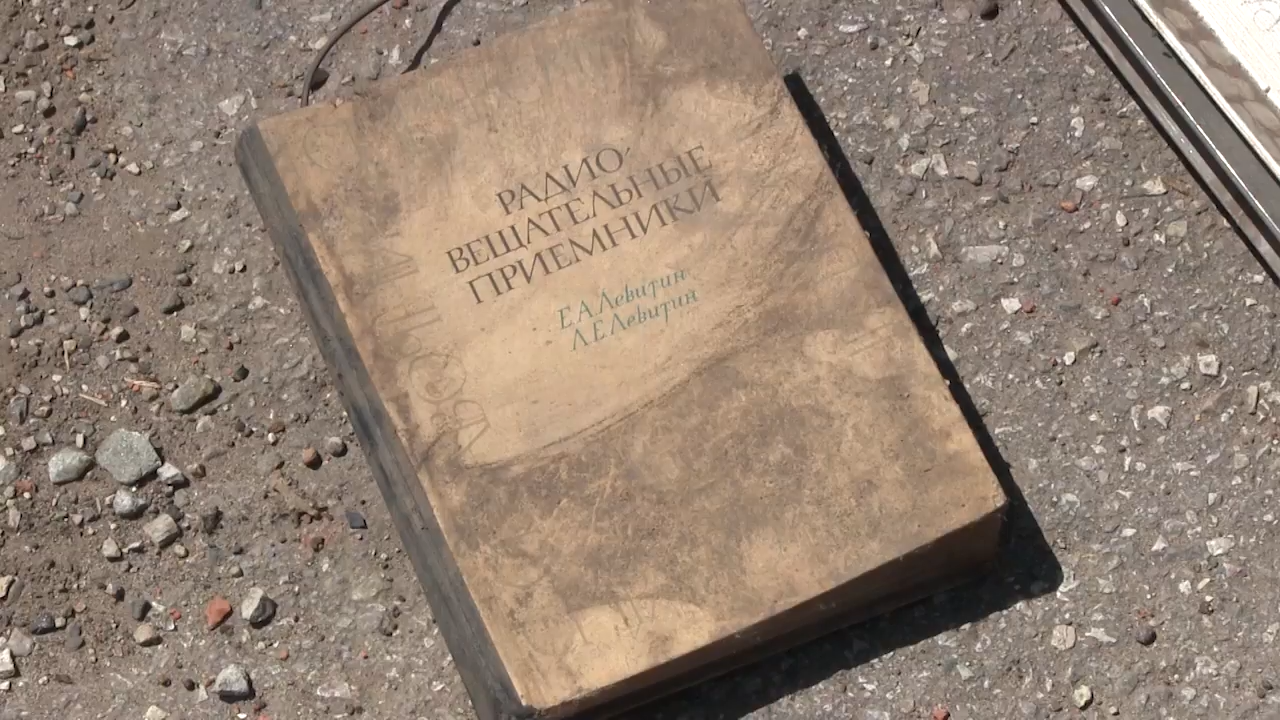 РАДИО-
ВЕЩАТЕЛЬНЫЕ
ПРИЕМНИКИ
Е.А.Левитин
Л.Е.Левитин